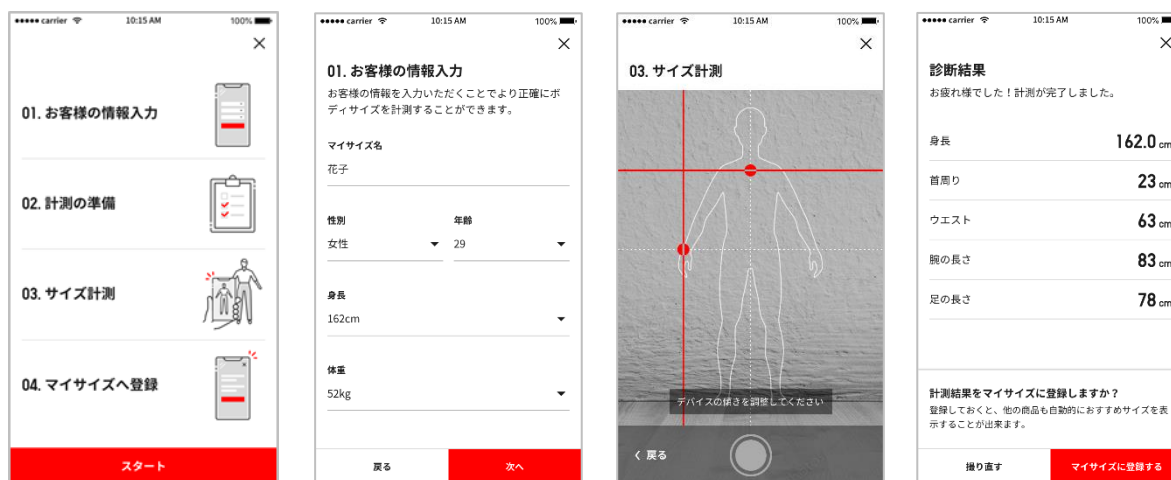 carrier 10:15 AM 100%
01. お客様の情報入力
02. 計測の準備
03. サイズ計測
04. マイサイズへ登録
スタート
carrier 10:15 AM 100%
01. お客様の情報入力
お客様の情報を入力いただくことでより正確にボ
ディサイズを計測することができます。
マイサイズ名
花子
性別 年齢
女性 29
身長
162cm
体重
52kg
戻る 次へ
carrier 10:15 AM 100%
03. サイズ計測
デバイスの傾きを調整してください
戻る
carrier 10:15 AM 100%
診断結果
お疲れ様でした！計測が完了しました。
身長 162.0 cm
首周り 23 cm
ウエスト 63 cm
腕の長さ 83 cm
足の長さ 78 cm
計測結果をマイサイズに登録しますか？
登録しておくと、他の商品も自動的におすすめサイズを表
示することが出来ます。
撮り直す マイサイズに登録する